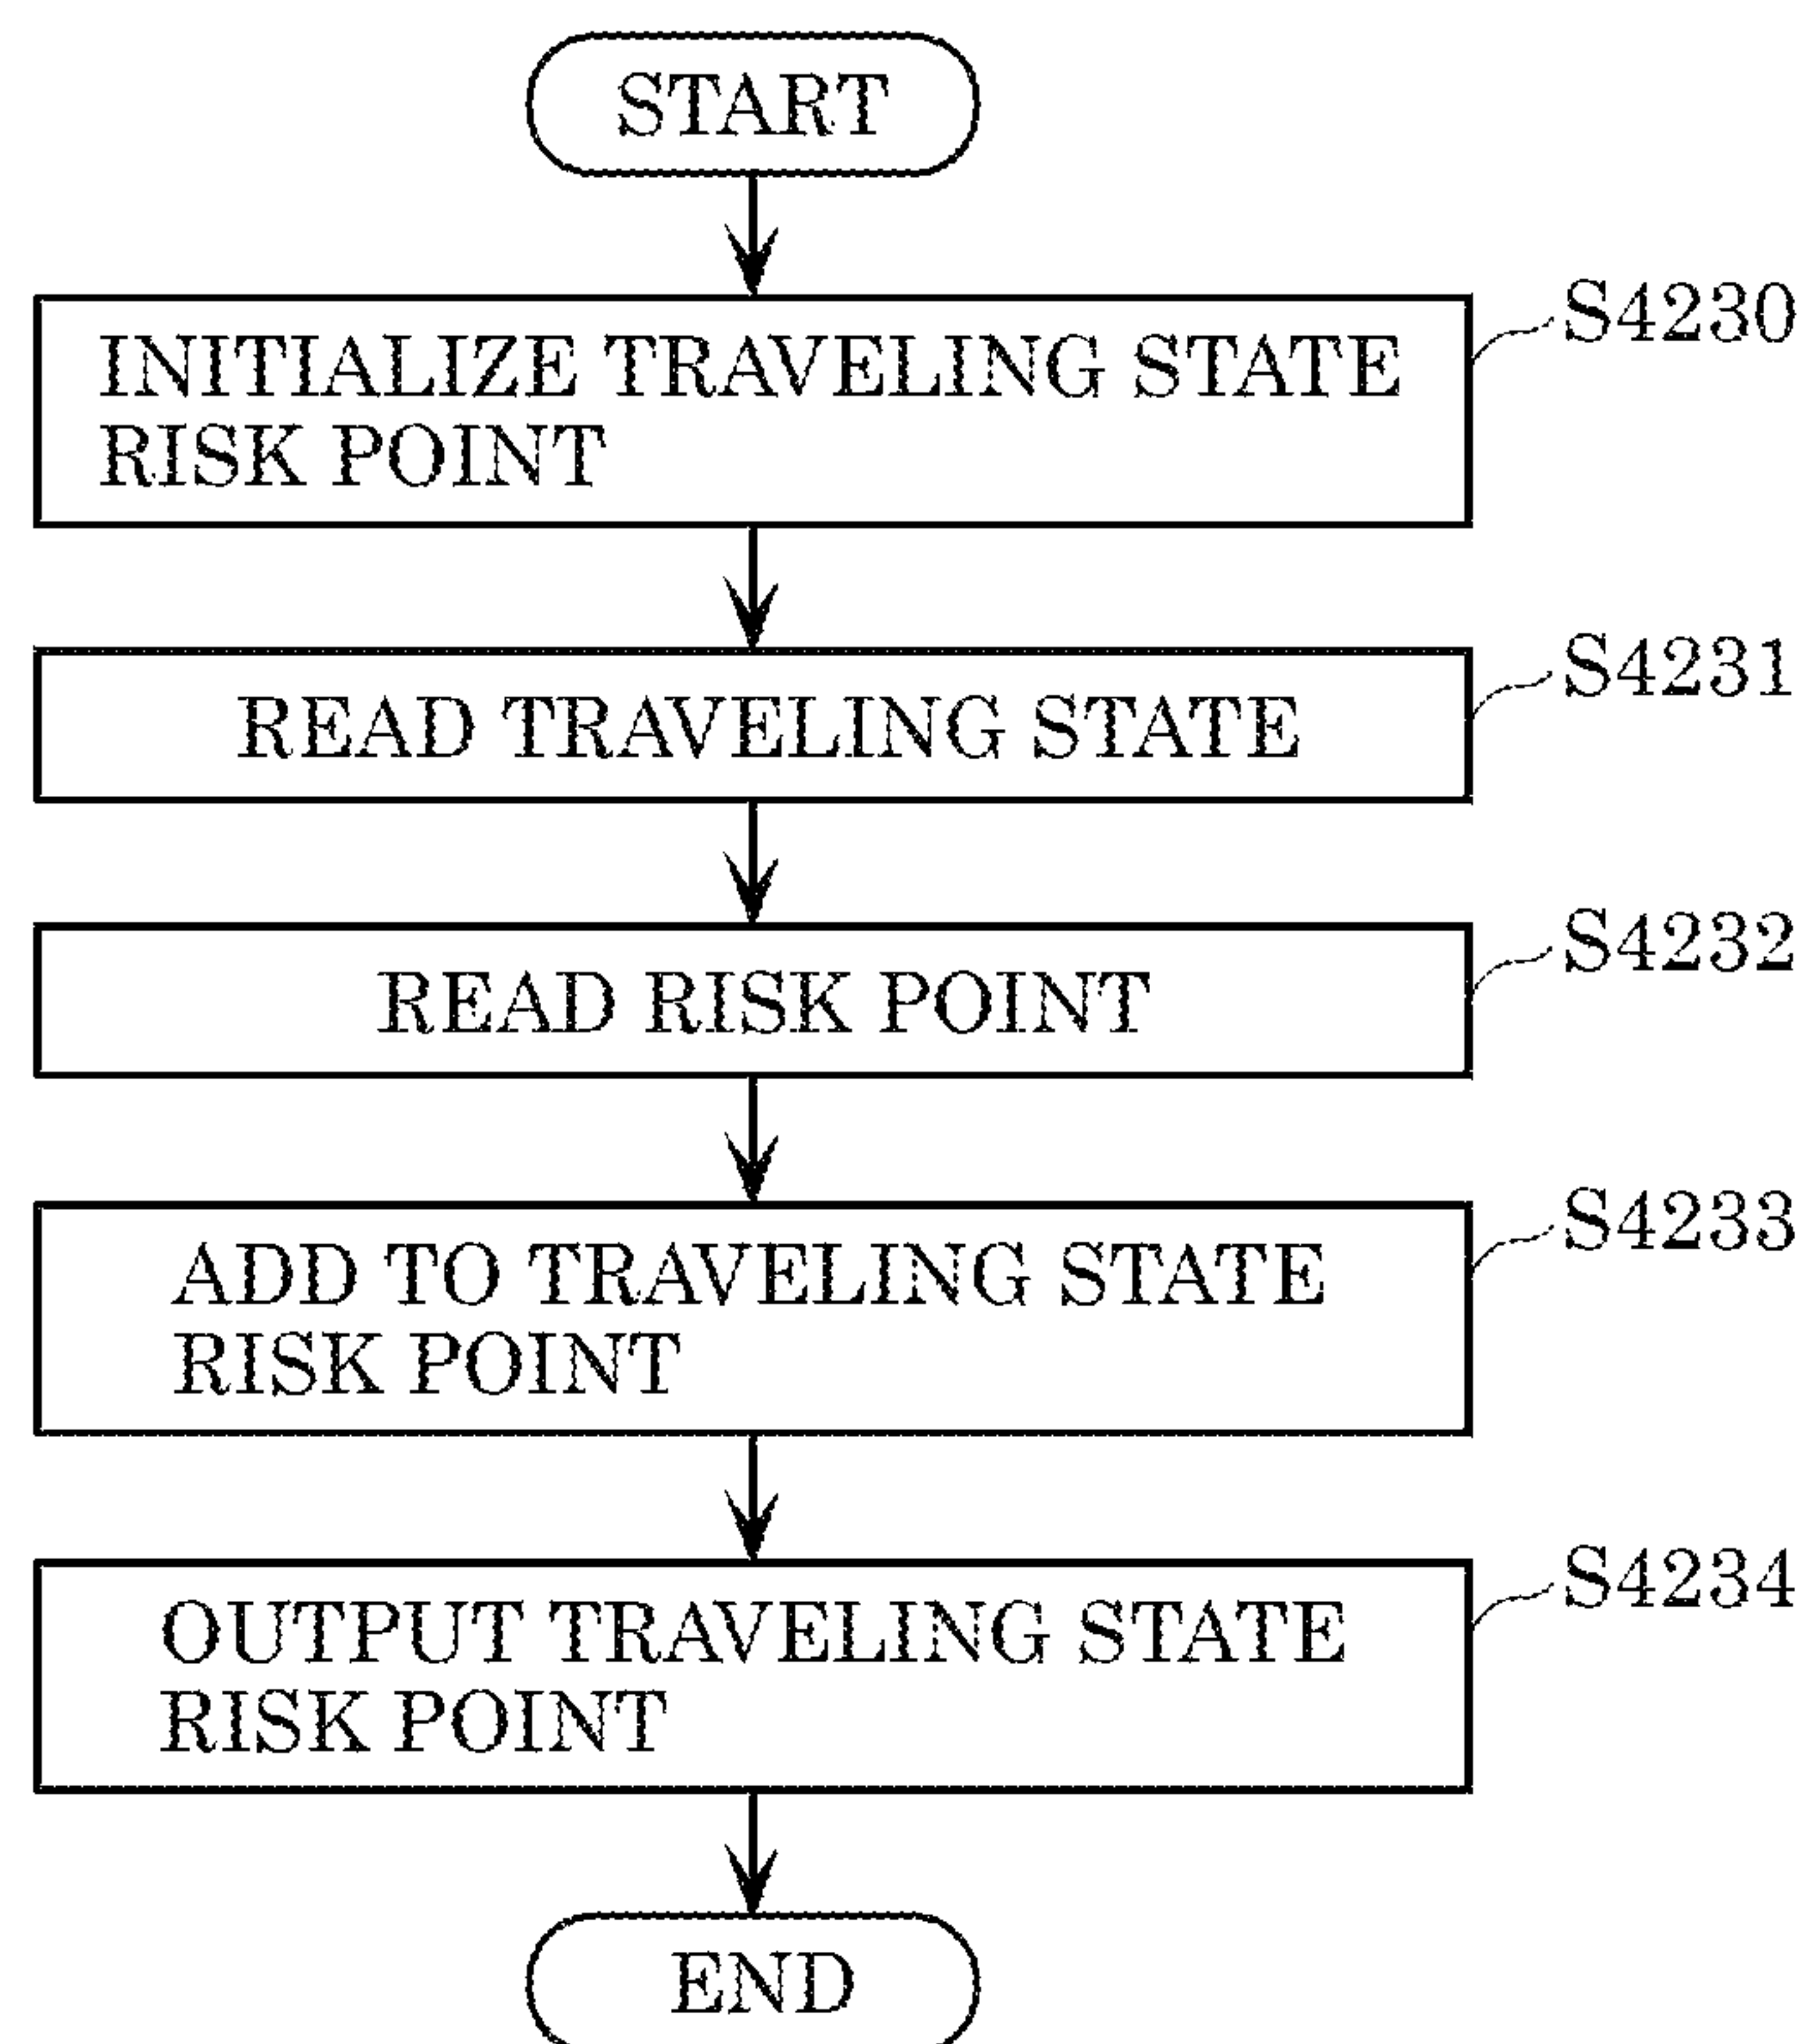 START
S4230
INITIALIZE TRAVELING STATE
RISK POINT
S4231
READ TRAVELING STATE
S4232
READ RISK POINT
S4233
ADD TO TRAVELING STATE
RISK POINT
S4234
OUTPUT TRAVELING STATE
RISK POINT
END